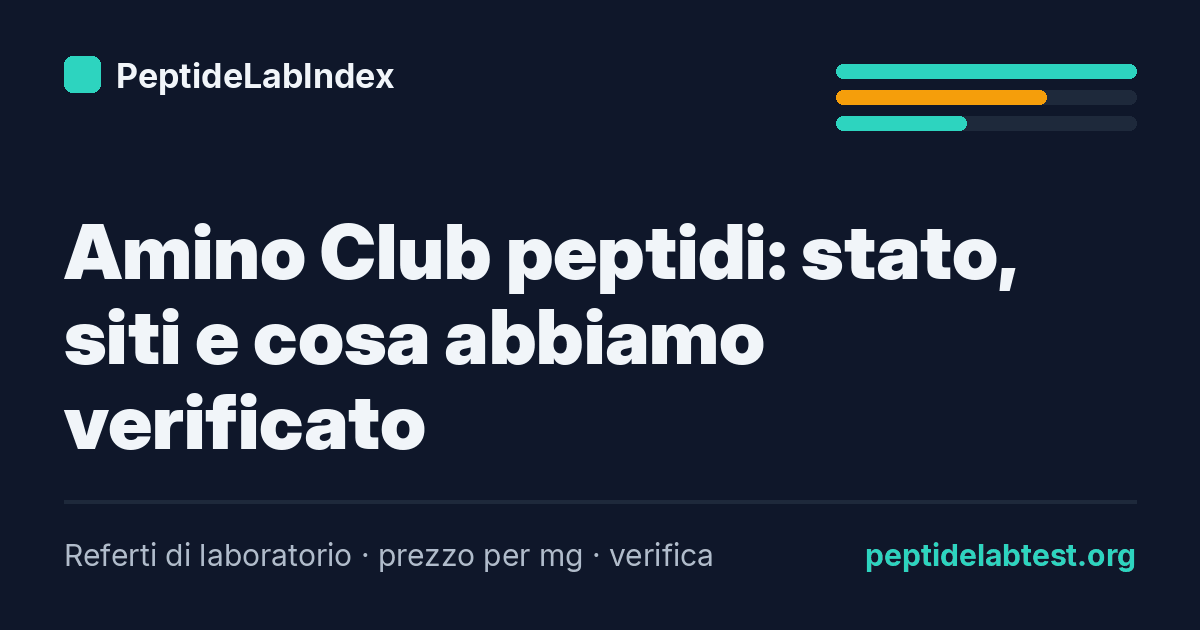 PeptideLabIndex
Amino Club peptidi: stato,
siti e cosa abbiamo
verificato
Referti di laboratorio · prezzo per mg · verifica
peptidelabtest.org